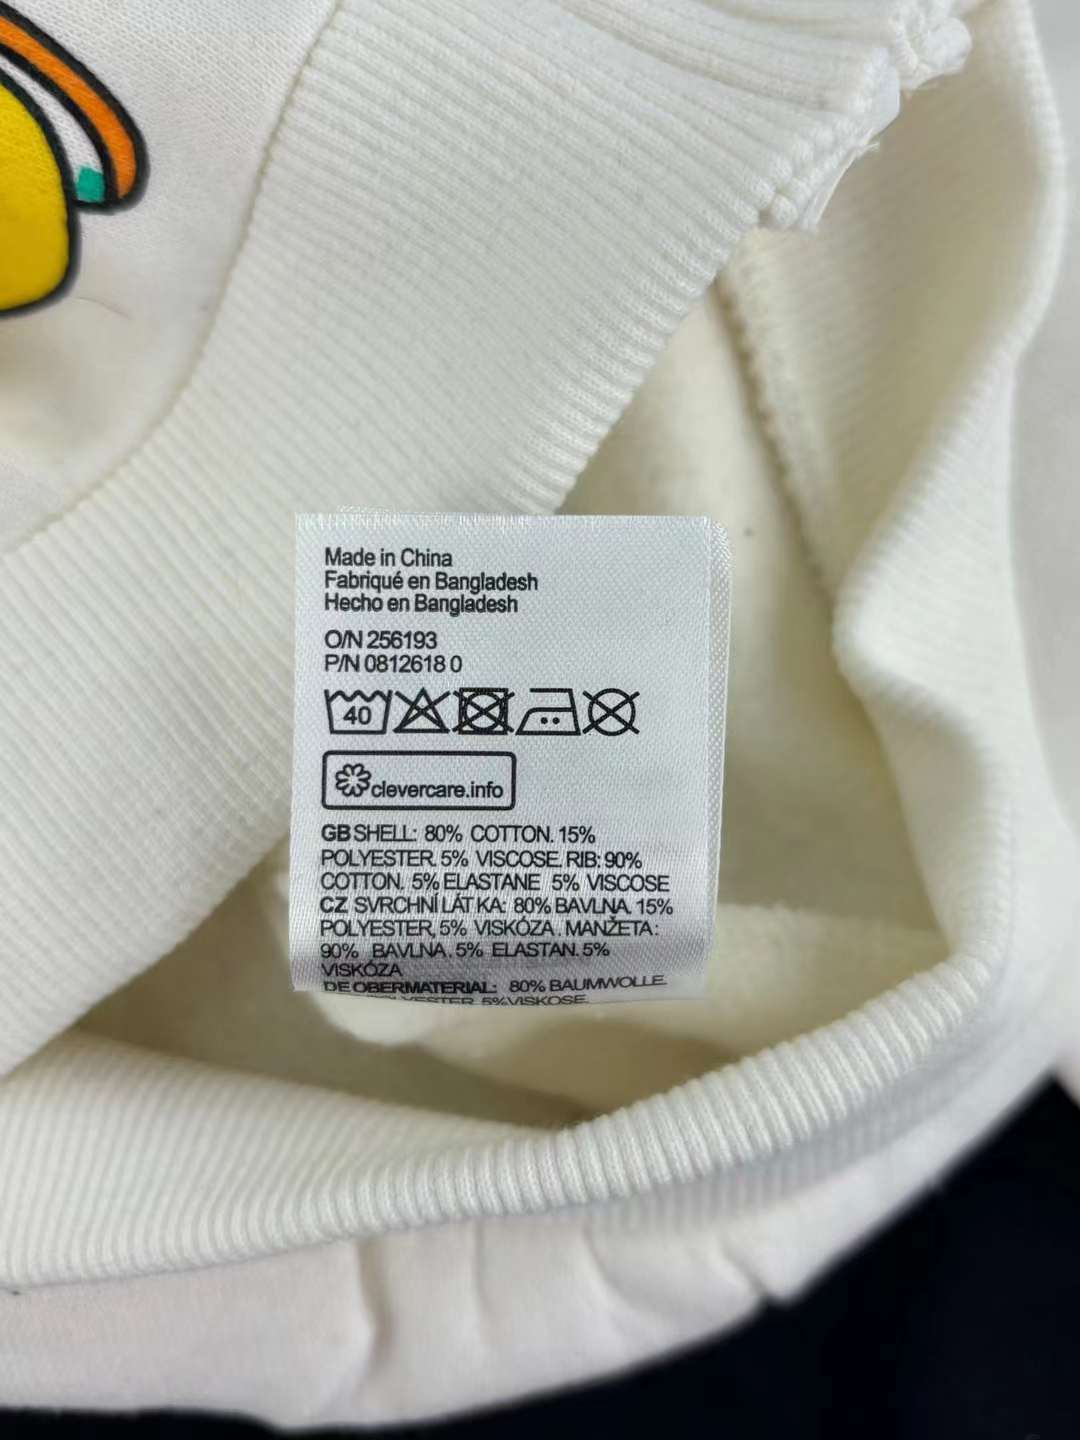 Made in China
Fabriqué en Bangladesh
Hecho en Bangladesh
O/N 256193
P/N 0812618 0
40
clevercare.info
GB SHELL: 80% COTTON. 15%
POLYESTER. 5% VISCOSE. RIB: 90%
COTTON. 5% ELASTANE 5% VISCOSE
CZ SVRCHNÍ LÁT KA: 80% BAVLNA. 15%
POLYESTER, 5% VISKÓZA. MANŽETA:
90% BAVLNA. 5% ELASTAN. 5%
VISKÓZA
DE OBERMATERIAL: 80% BAUMWOLLE.
5% VISKOSE.